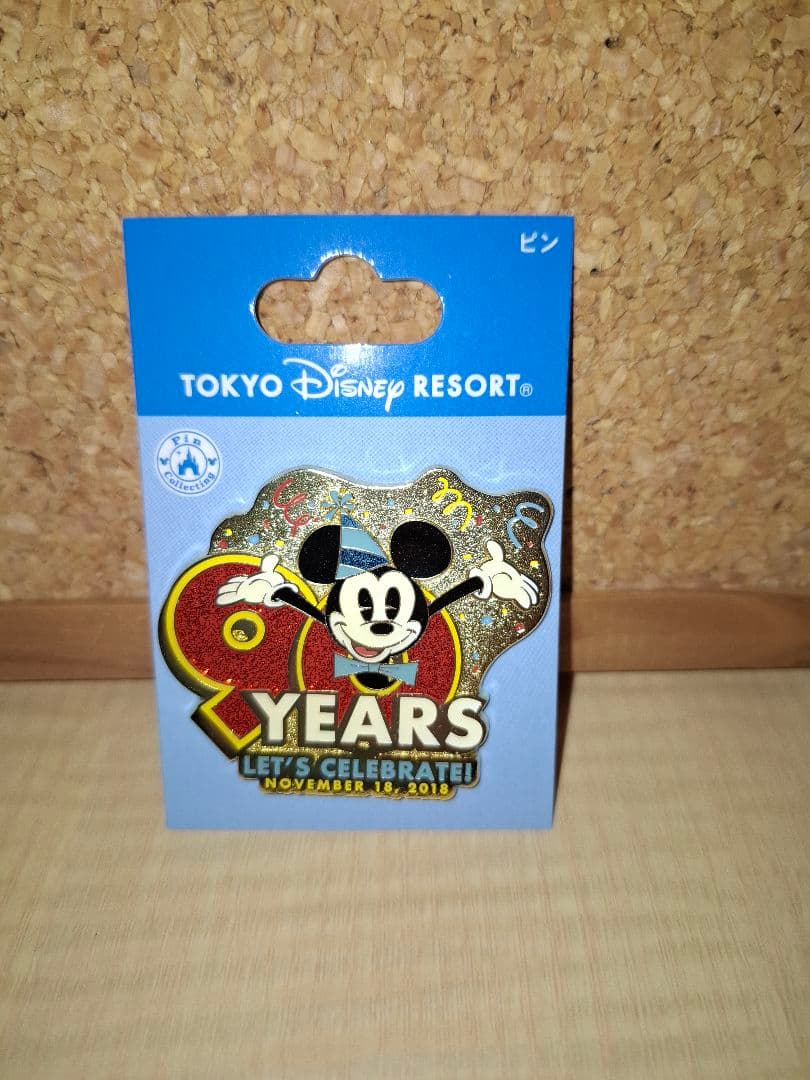 ピン
TOKYO Disney RESORT®
Pin
Collecting
90
YEARS
LET'S CELEBRATE!
NOVEMBER 18, 2018